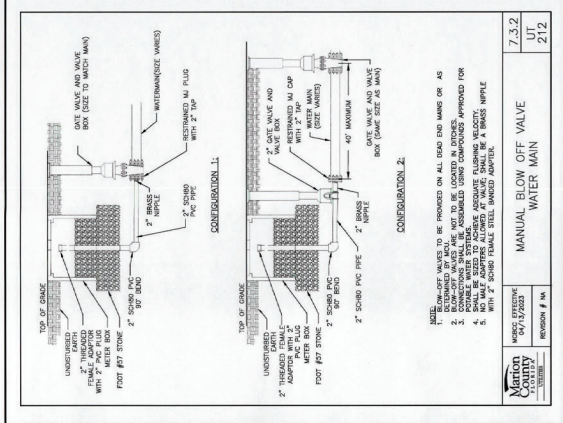 TOP OF GRADE
GATE VALVE AND VALVE
BOX (SIZE TO MATCH MAIN)
UNDISTURBED
EARTH
2" THREADED
FEMALE ADAPTOR
WITH 2" PVC PLUG
METER BOX
FDOT #57 STONE
WATERMAIN(SIZE VARIES)
2" SCH80 PVC
90° BEND
2" BRASS
NIPPLE
2" SCH80
PVC PIPE
RESTRAINED MJ PLUG
WITH 2" TAP
CONFIGURATION 1:
TOP OF GRADE
UNDISTURBED
EARTH
2" THREADED FEMALE
ADAPTOR WITH 2"
PVC PLUG
METER BOX
FDOT #57 STONE
2" GATE VALVE AND
VALVE BOX
RESTRAINED MJ CAP
WITH 2" TAP
WATER MAIN
(SIZE VARIES)
40' MAXIMUM
2" SCH80 PVC
90° BEND
2" SCH80 PVC PIPE
2" BRASS
NIPPLE
GATE VALVE AND VALVE
BOX (SAME SIZE AS MAIN)
CONFIGURATION 2:
NOTE:
1. BLOW-OFF VALVES TO BE PROVIDED ON ALL DEAD END MAINS OR AS
DETERMINED BY MCU.
2. BLOW-OFF VALVES ARE NOT TO BE LOCATED IN DITCHES.
3. CONNECTIONS SHALL BE ASSEMBLED USING COMPOUNDS APPROVED FOR
POTABLE WATER SYSTEMS.
4. SHALL BE SIZED TO ACHIEVE ADEQUATE FLUSHING VELOCITY.
5. NO MALE ADAPTERS ALLOWED AT VALVE, SHALL BE A BRASS NIPPLE
WITH 2" SCH80 FEMALE STEEL BANDED ADAPTER.
Marion
County
FLORIDA
UTILITIES
MCBCC EFFECTIVE
04/13/2023
REVISION # NA
MANUAL BLOW OFF VALVE
WATER MAIN
7.3.2
UT
212